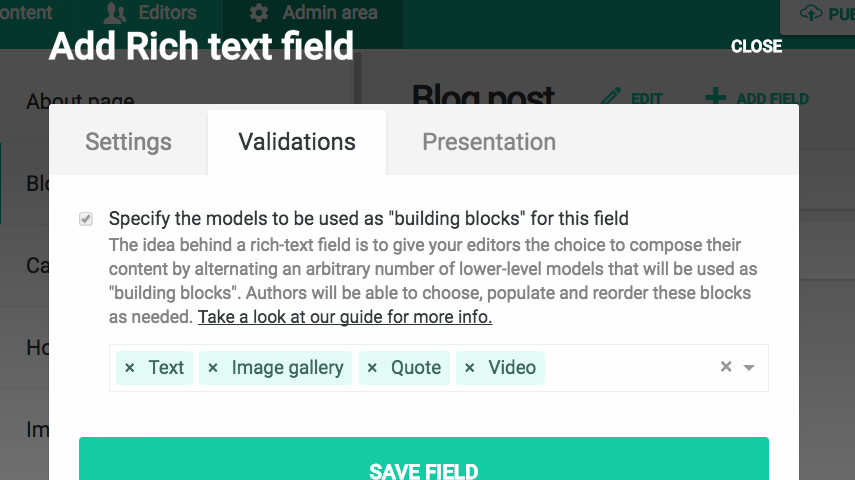 ontent Editors Admin area PU
Add Rich text field CLOSE
About page Blog post EDIT ADD FIELD
Settings Validations Presentation
Blo
Specify the models to be used as "building blocks" for this field
The idea behind a rich-text field is to give your editors the choice to compose their
content by alternating an arbitrary number of lower-level models that will be used as
"building blocks". Authors will be able to choose, populate and reorder these blocks
as needed. Take a look at our guide for more info.
Ca
Ho
× Text × Image gallery × Quote × Video ×
Im
SAVE FIELD